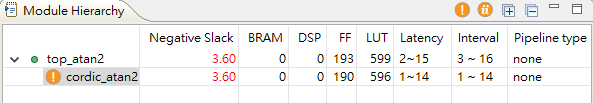 Module Hierarchy
Negative Slack BRAM DSP FF LUT Latency Interval Pipeline type
top_atan2 3.60 0 0 193 599 2~15 3 ~ 16 none
cordic_atan2 3.60 0 0 190 596 1~14 1 ~ 14 none